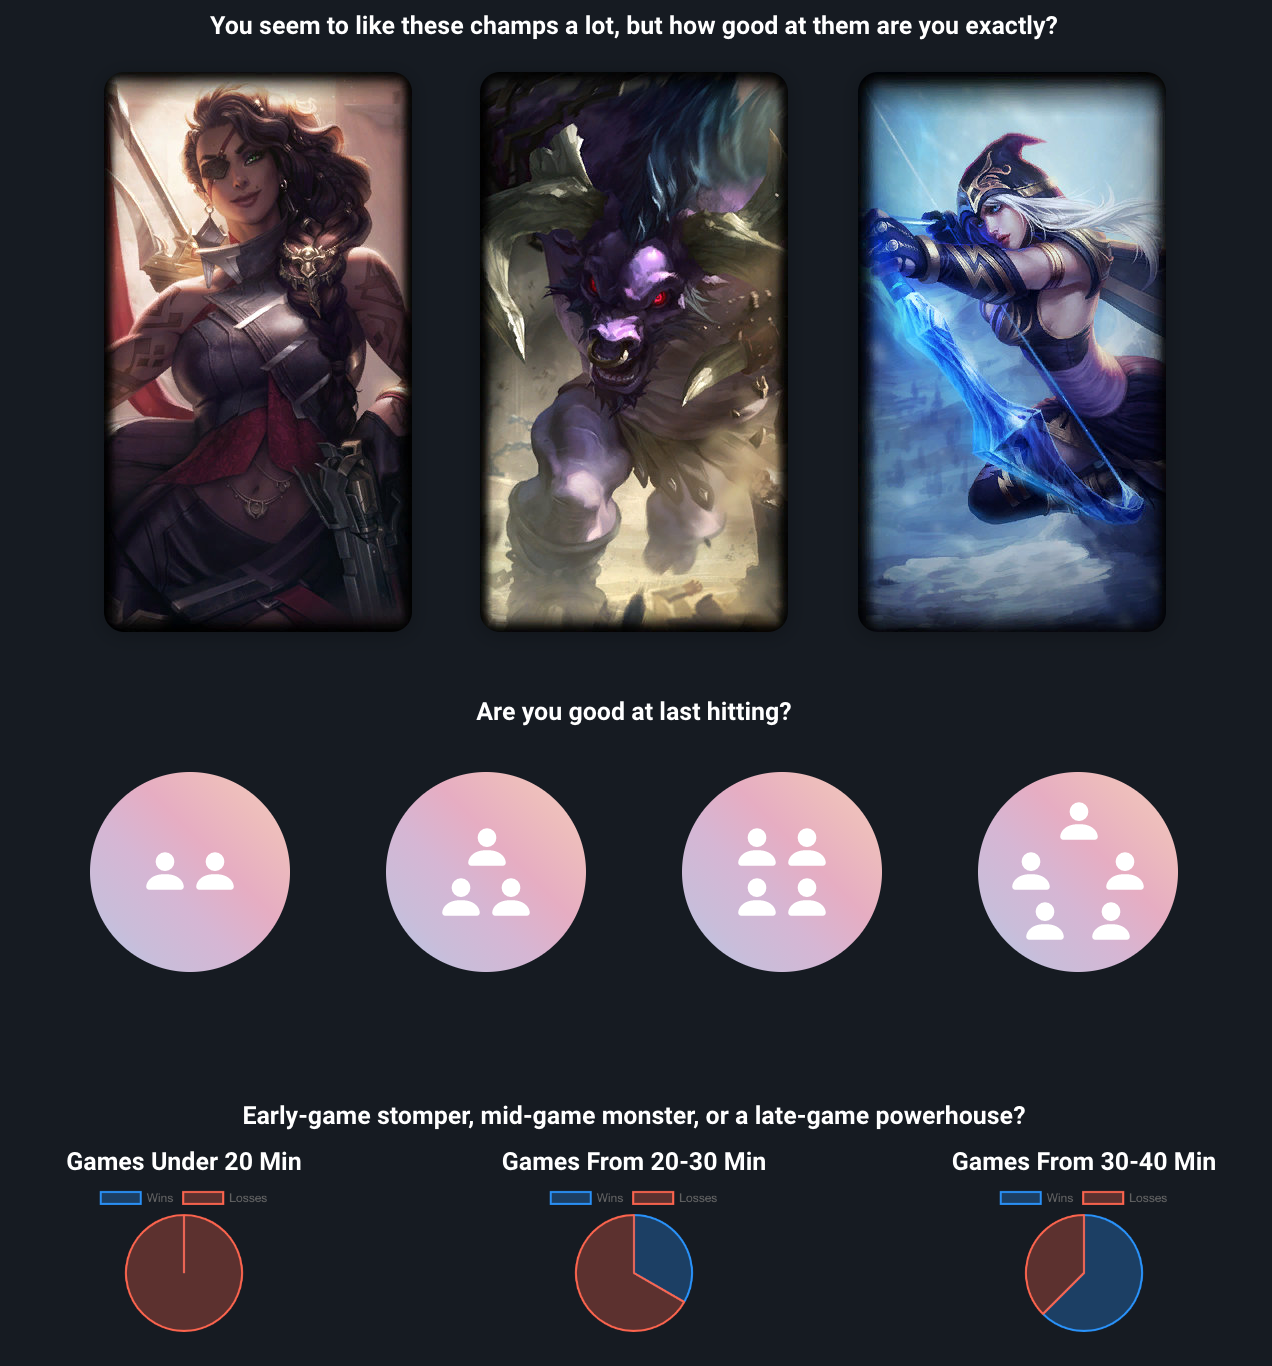 You seem to like these champs a lot, but how good at them are you exactly?
Are you good at last hitting?
Early-game stomper, mid-game monster, or a late-game powerhouse?
Games Under 20 Min
Games From 20-30 Min
Games From 30-40 Min
Wins Losses
Wins Losses
Wins Losses